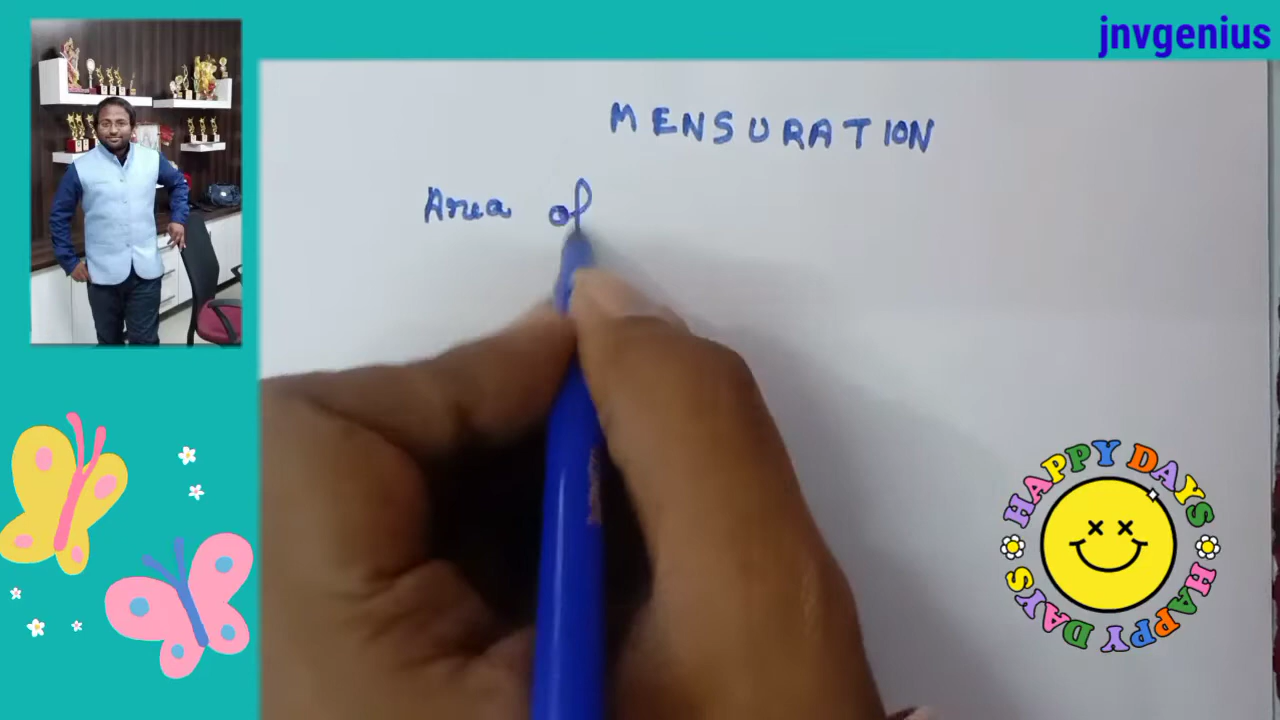 jnvgenius
MENSURATION
Area of
HAPPY DAYS
HAPPY DAYS